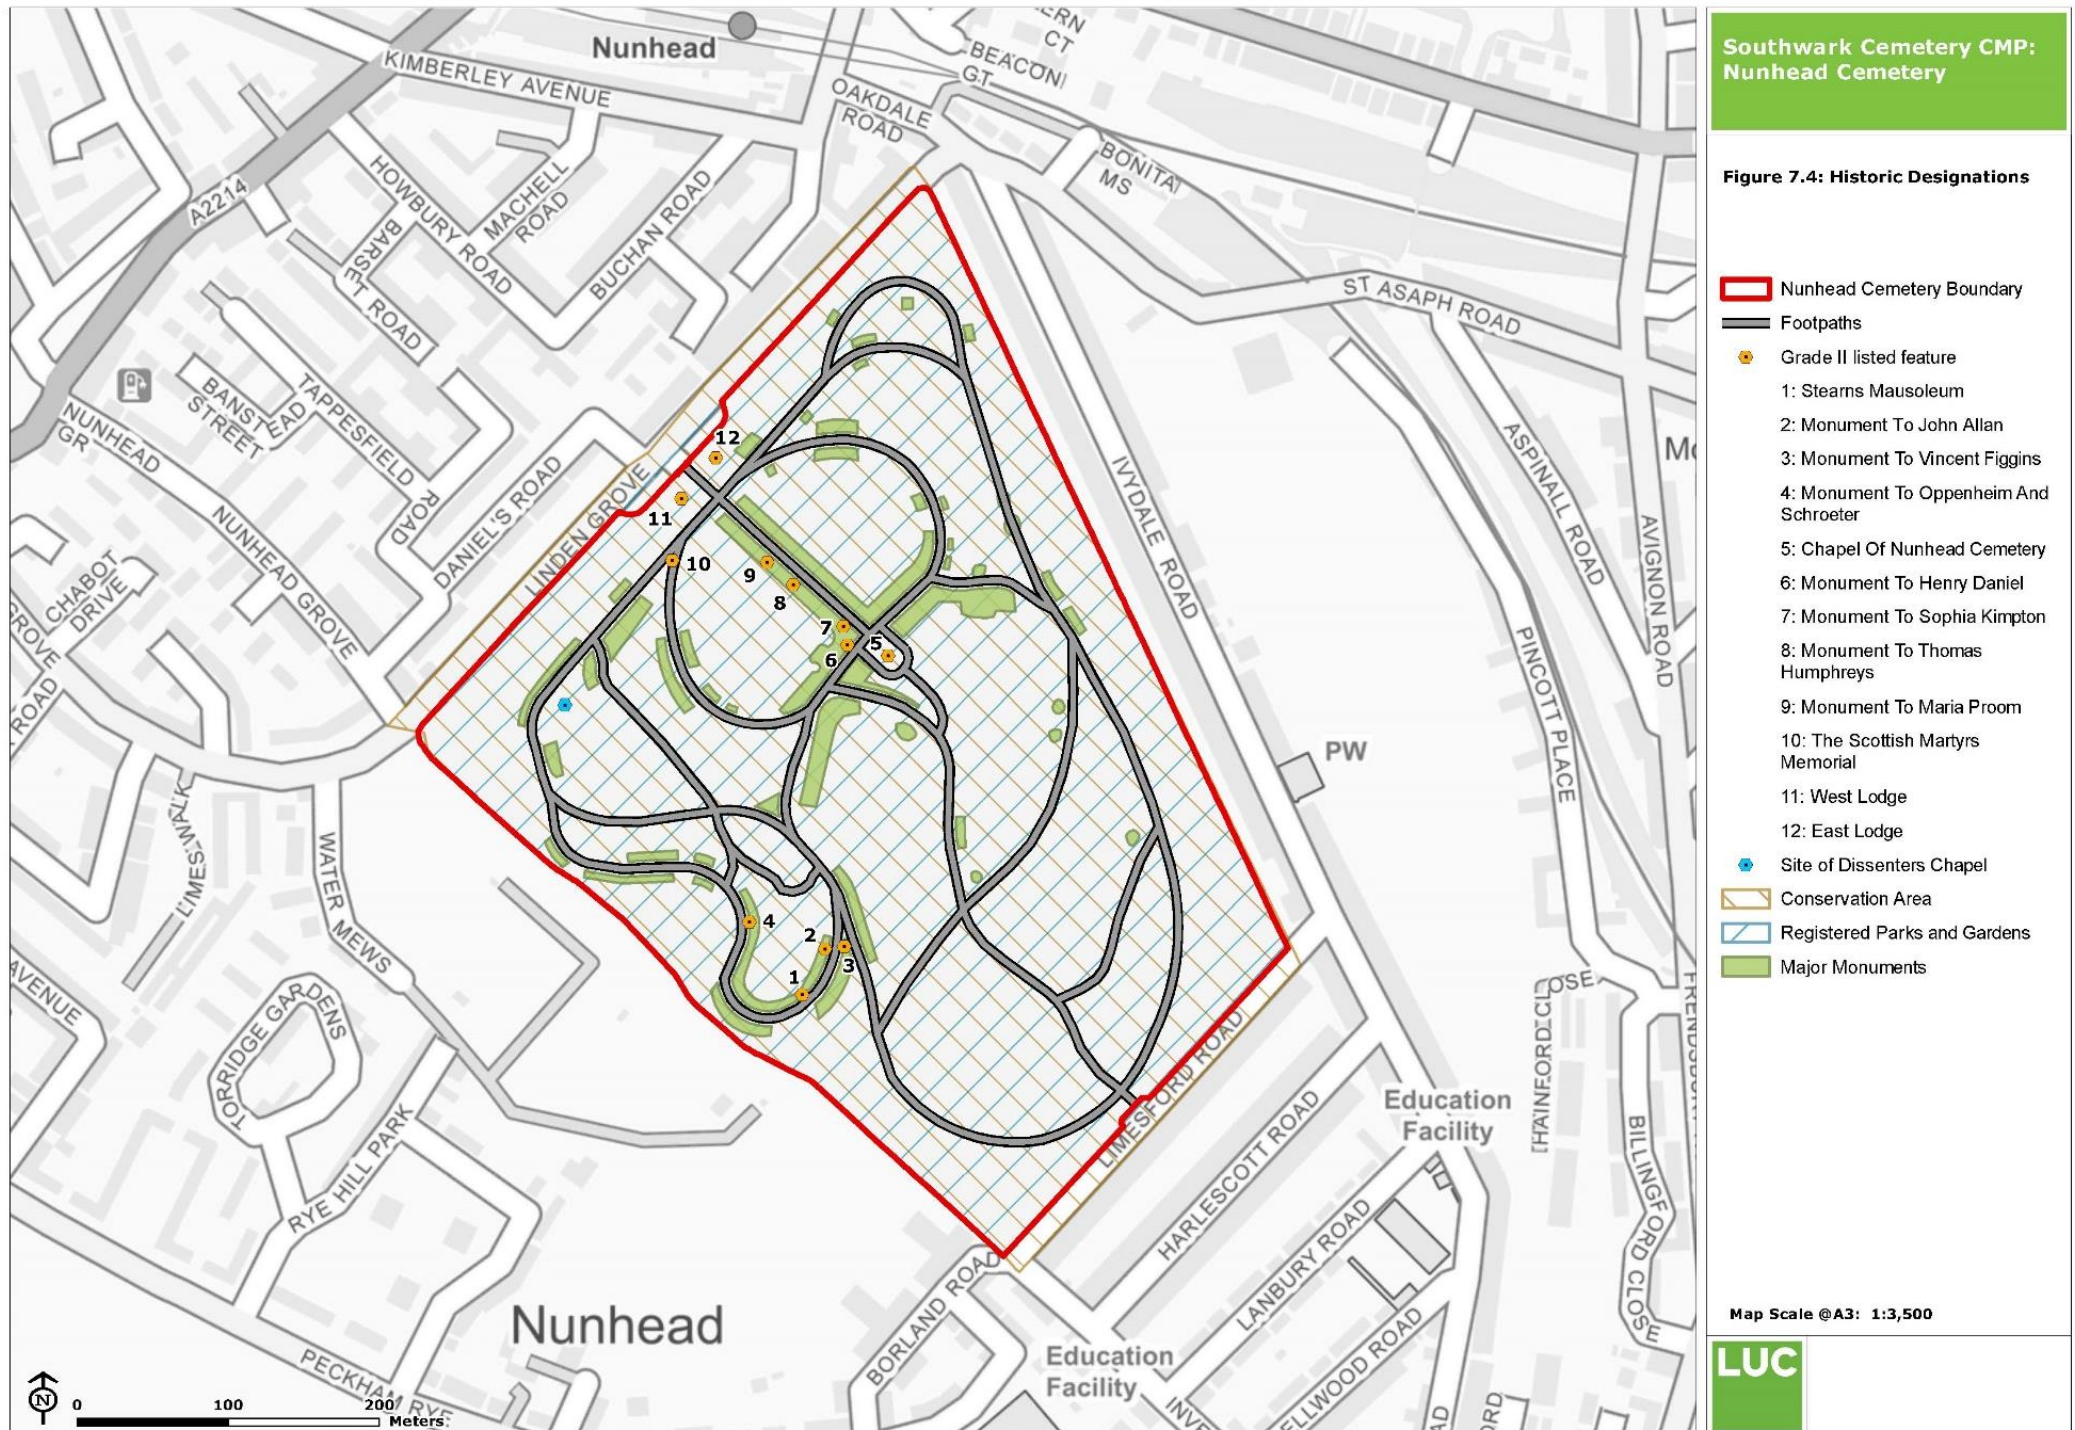 Nunhead
KIMBERLEY AVENUE
BEACON
GT
CT
OAKDALE
ROAD
BONITA
MS
A2214
HOWBURY ROAD
MACHELL
ROAD
BARSET ROAD
BUCHAN ROAD
ST ASAPH ROAD
NUNHEAD
GR
BANSTEAD
STREET
TAPPESFIELD ROAD
NUNHEAD GROVE
DANIEL'S ROAD
LINDEN GROVE
CHABOT
DRIVE
GROVE
ROAD
IVYDALE ROAD
ASPINALL ROAD
AVIGNON ROAD
PINCOTT PLACE
PW
12
11
10
9
8
7
6
5
4
2
3
1
LIMES WALK
WATER MEWS
AVENUE
TORRIDGE GARDENS
RYE HILL PARK
LIMESFORD ROAD
HARLESCOTT ROAD
LANBURY ROAD
Education
Facility
HAINFORD CLOSE
BILLINGFORD CLOSE
Nunhead
BORLAND ROAD
Education
Facility
PECKHAM RYE
0 100 200
Meters
N
Southwark Cemetery CMP:
Nunhead Cemetery
Figure 7.4: Historic Designations
Nunhead Cemetery Boundary
Footpaths
Grade II listed feature
1: Stearns Mausoleum
2: Monument To John Allan
3: Monument To Vincent Figgins
4: Monument To Oppenheim And
Schroeter
5: Chapel Of Nunhead Cemetery
6: Monument To Henry Daniel
7: Monument To Sophia Kimpton
8: Monument To Thomas
Humphreys
9: Monument To Maria Proom
10: The Scottish Martyrs
Memorial
11: West Lodge
12: East Lodge
Site of Dissenters Chapel
Conservation Area
Registered Parks and Gardens
Major Monuments
Map Scale @A3: 1:3,500
LUC